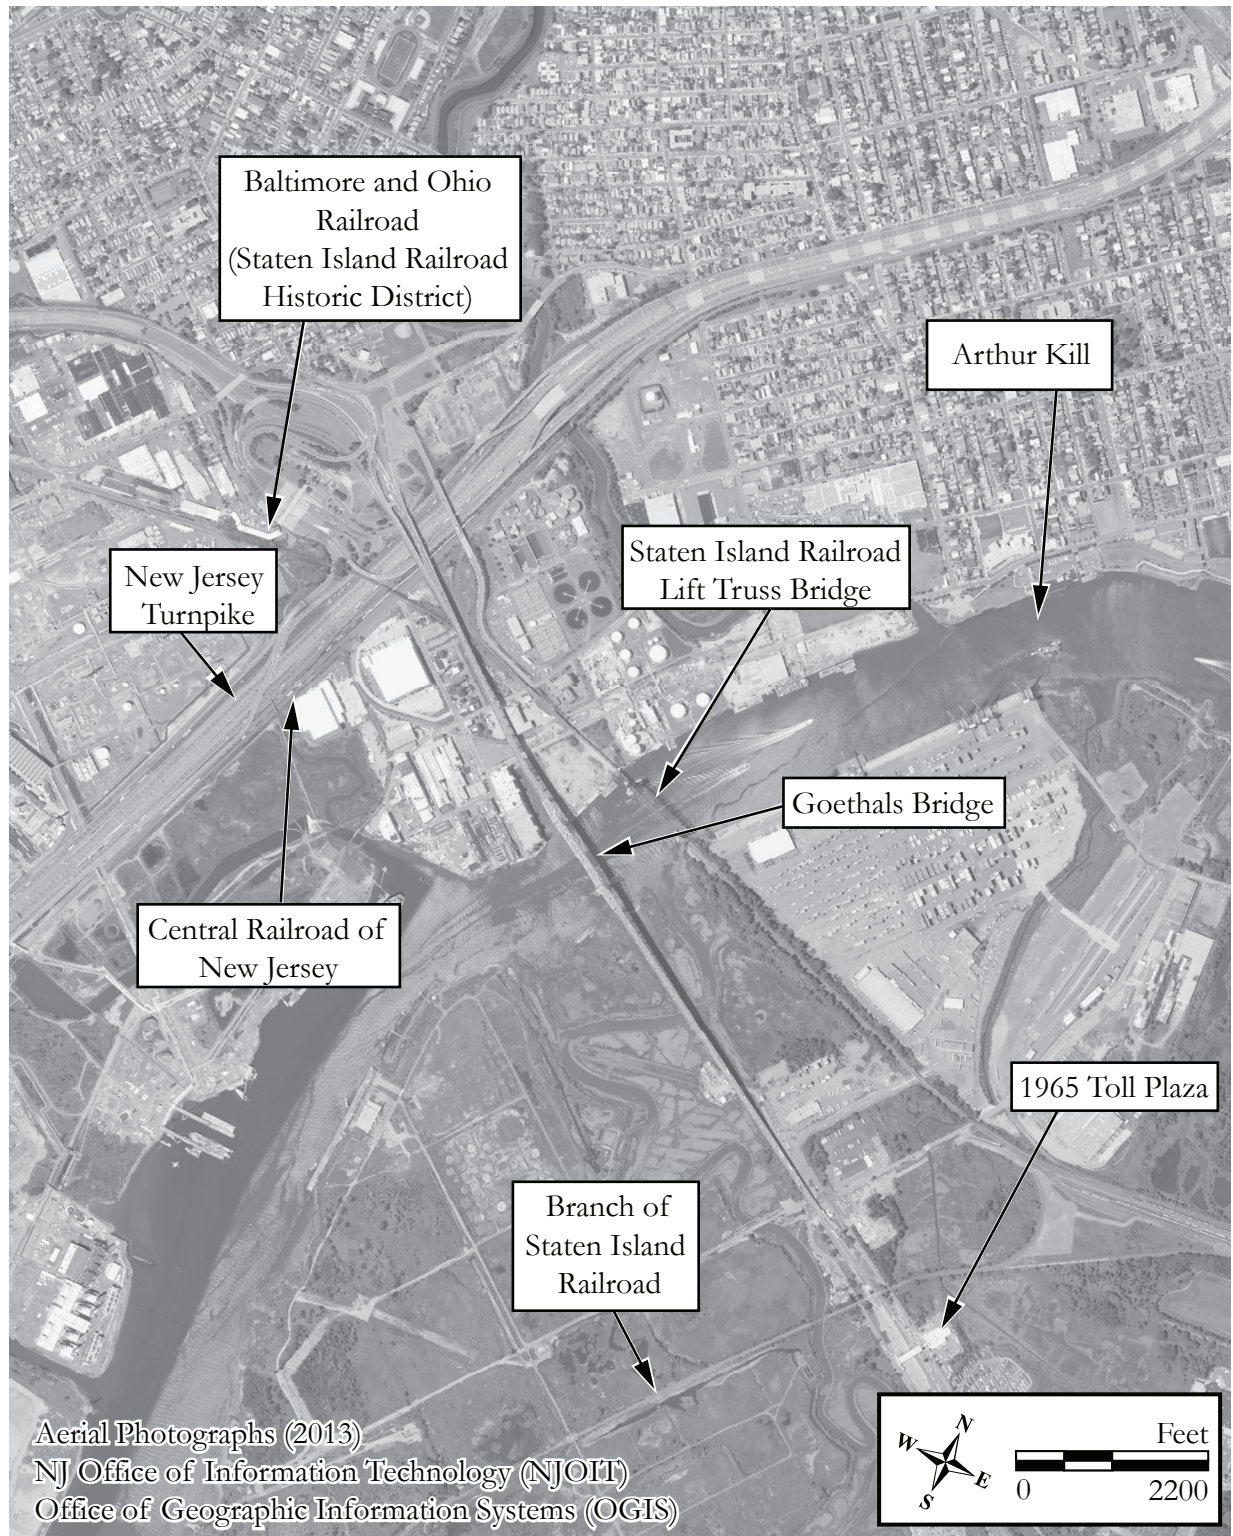 Baltimore and Ohio
Railroad
(Staten Island Railroad
Historic District)
Arthur Kill
Staten Island Railroad
Lift Truss Bridge
New Jersey
Turnpike
Goethals Bridge
Central Railroad of
New Jersey
1965 Toll Plaza
Branch of
Staten Island
Railroad
Aerial Photographs (2013)
NJ Office of Information Technology (NJOIT)
Office of Geographic Information Systems (OGIS)
N
W
E
S
Feet
0
2200